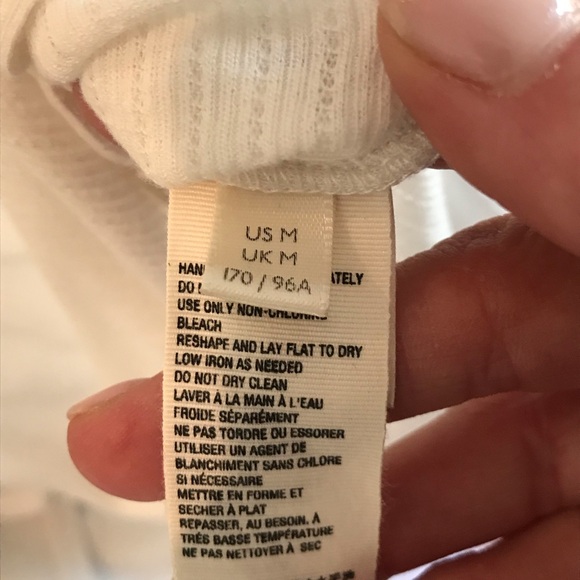 US M
UK M
170 / 96A
HAN
ATELY
DO
USE ONLY NON-CHLORINE
BLEACH
RESHAPE AND LAY FLAT TO DRY
LOW IRON AS NEEDED
DO NOT DRY CLEAN
LAVER À LA MAIN À L'EAU
FROIDE SÉPARÉMENT
NE PAS TORDRE OU ESSORER
UTILISER UN AGENT DE
BLANCHIMENT SANS CHLORE
SI NÉCESSAIRE
METTRE EN FORME ET
SECHER À PLAT
REPASSER, AU BESOIN, À
TRÈS BASSE TEMPÉRATURE
NE PAS NETTOYER À SEC